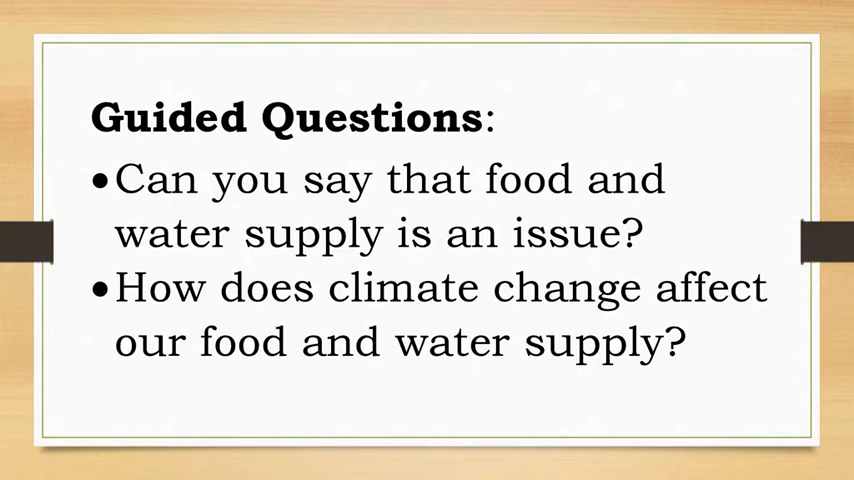 Guided Questions:
•Can you say that food and
water supply is an issue?
•How does climate change affect
our food and water supply?